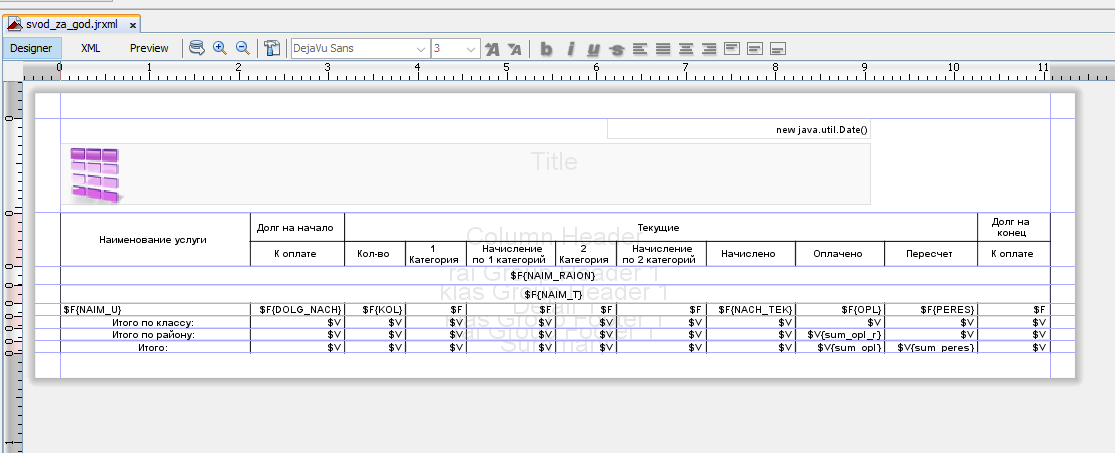 svod_za_god.jrxml ×
Designer XML Preview DejaVu Sans 3 A A b i u s
0 1 2 3 4 5 6 7 8 9 10 11
new java.util.Date()
Title
Долг на начало
Текущие
Долг на
конец
Наименование услуги
Column Header
К оплате
Кол-во
1
Категория
Начисление
по 1 категорий
2
Категория
Начисление
по 2 категорий
Начислено
Оплачено
Пересчет
К оплате
$F{NAIM_RAION}
rai Group Header 1
$F{NAIM_T}
klas Group Header 1
$F{NAIM_U} $F{DOLG_NACH} $F{KOL} $F $F $F $F $F{NACH_TEK} $F{OPL} $F{PERES} $F
Итого по классу: $V $V $V $V $V $V $V $V $V $V
klas Group Footer 1
Итого по району: $V $V $V $V $V $V $V $V{sum_opl_r} $V $V
rai Group Footer 1
Итого: $V $V $V $V $V $V $V $V{sum_opl} $V{sum_peres} $V
Summary